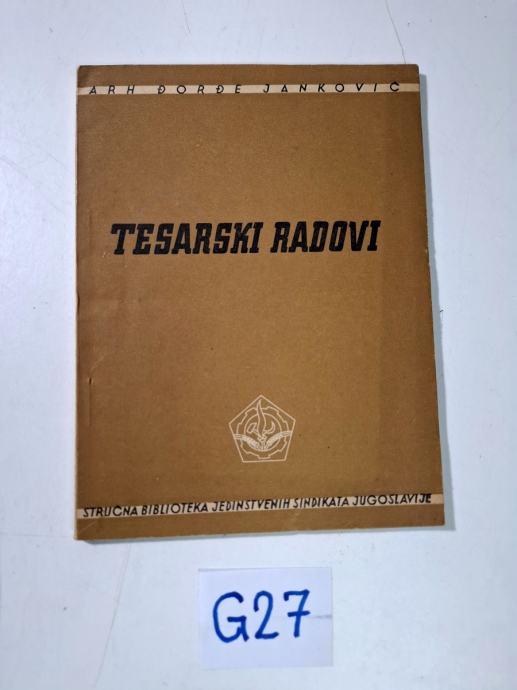 ARH ĐORĐE JANKOVIĆ
TESARSKI RADOVI
STRUČNA BIBLIOTEKA JEDINSTVENIH SINDIKATA JUGOSLAVIJE
G27